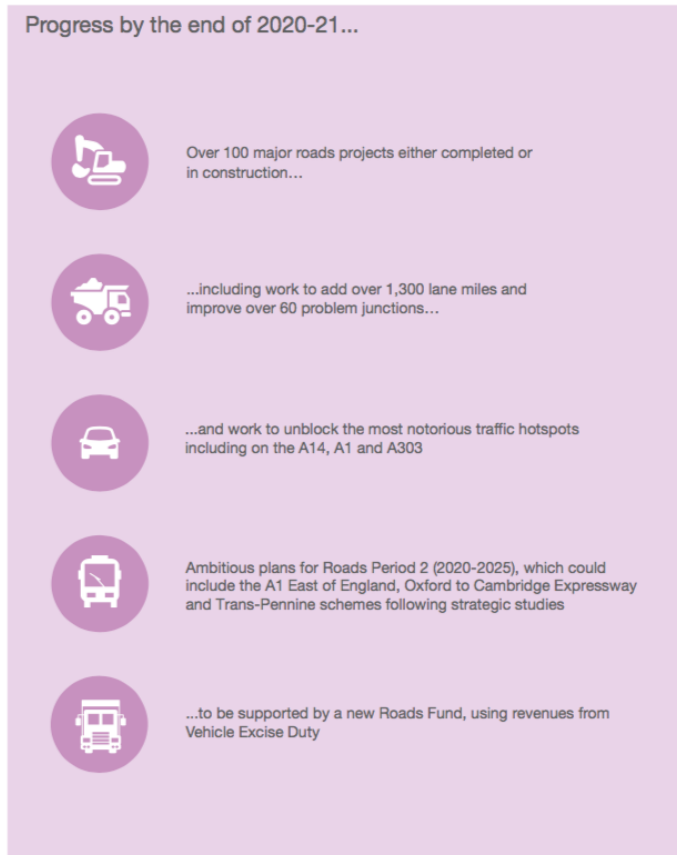 Progress by the end of 2020-21...
Over 100 major roads projects either completed or
in construction…
...including work to add over 1,300 lane miles and
improve over 60 problem junctions…
...and work to unblock the most notorious traffic hotspots
including on the A14, A1 and A303
Ambitious plans for Roads Period 2 (2020-2025), which could
include the A1 East of England, Oxford to Cambridge Expressway
and Trans-Pennine schemes following strategic studies
...to be supported by a new Roads Fund, using revenues from
Vehicle Excise Duty